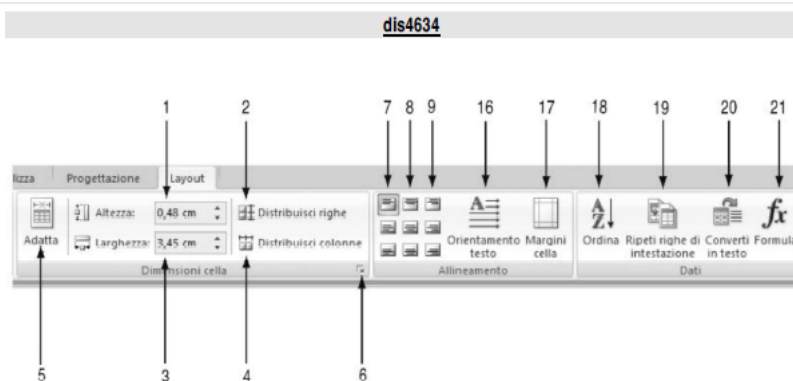 dis4634
1 2 7 8 9 16 17 18 19 20 21
lizza Progettazione Layout
Altezza: 0,48 cm Distribuisci righe
Adatta Larghezza: 3,45 cm Distribuisci colonne
Orientamento testo Margini cella
Ordina Ripeti righe di intestazione Converti in testo Formula
Dimensioni cella Allineamento Dati
5 3 4 6